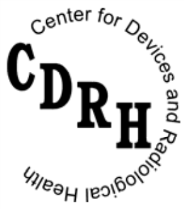 Center for Devices and Radiological Health
CDRH